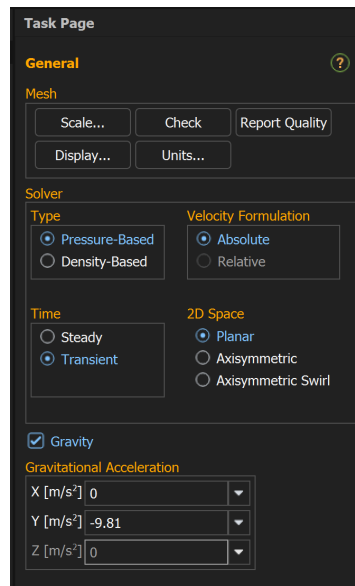 Task Page
General ?
Mesh
Scale... Check Report Quality
Display... Units...
Solver
Type Velocity Formulation
Pressure-Based Absolute
Density-Based Relative
Time 2D Space
Steady Planar
Transient Axisymmetric
Axisymmetric Swirl
Gravity
Gravitational Acceleration
X [m/s²] 0
Y [m/s²] -9.81
Z [m/s²] 0